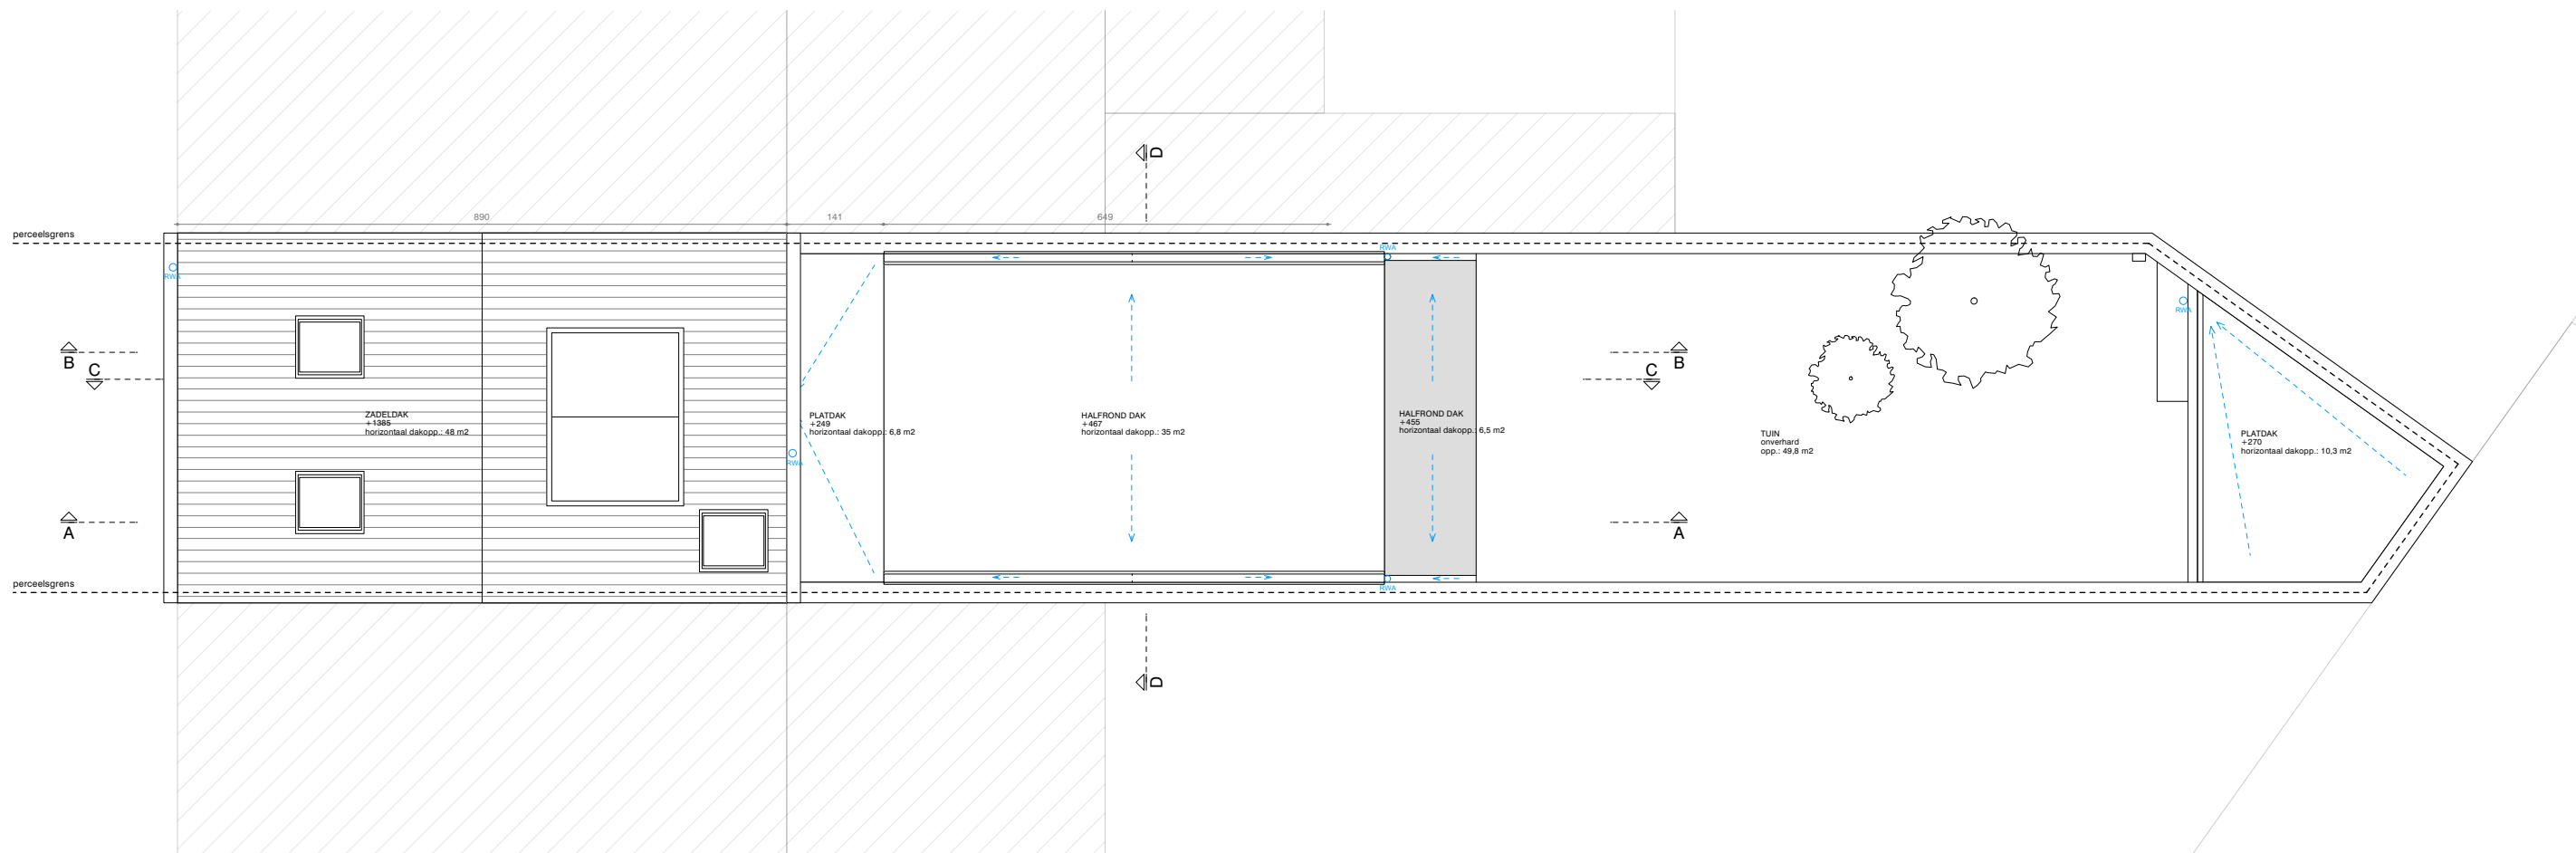 D
890
141
649
perceelsgrens
RWA
RWA
B
C
B
C
ZADELDAK
+1385
horizontaal dakopp.: 48 m2
PLATDAK
+249
horizontaal dakopp.: 6,8 m2
HALFROND DAK
+467
horizontaal dakopp.: 35 m2
HALFROND DAK
+455
horizontaal dakopp.: 6,5 m2
TUIN
onverhard
opp.: 49,8 m2
RWA
PLATDAK
+270
horizontaal dakopp.: 10,3 m2
RWA
A
A
perceelsgrens
RWA
D